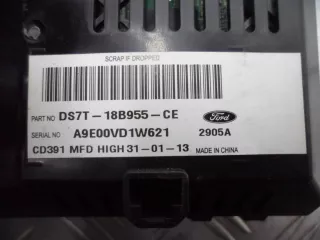 SCRAP IF DROPPED
PART NO DS7T-18B955-CE
Ford
SERIAL NO A9E00VD1W621 2905A
CD391 MFD HIGH 31-01-13 MADE IN CHINA